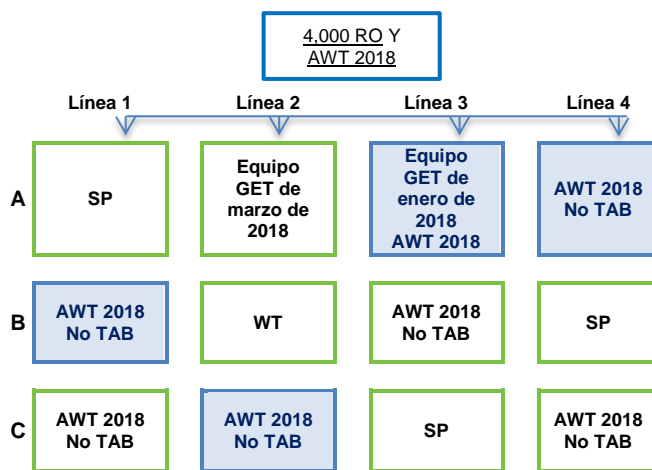 4,000 RO Y
AWT 2018
Línea 1
Línea 2
Línea 3
Línea 4
A
SP
Equipo
GET de
marzo de
2018
Equipo
GET de
enero de
2018
AWT 2018
AWT 2018
No TAB
B
AWT 2018
No TAB
WT
AWT 2018
No TAB
SP
C
AWT 2018
No TAB
AWT 2018
No TAB
SP
AWT 2018
No TAB